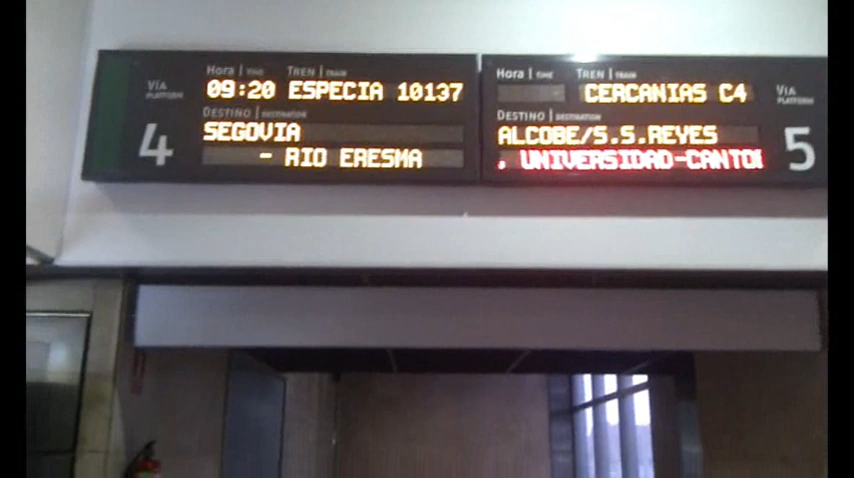 Hora | TIME TREN | TRAIN
VÍA
PLATFORM
09:20 ESPECIA 10137
DESTINO | DESTINATION
4
SEGOVIA
- RIO ERESMA
Hora | TIME TREN | TRAIN
VÍA
PLATFORM
CERCANIAS C4
DESTINO | DESTINATION
ALCOBE/S.S.REYES
5
, UNIVERSIDAD-CANTO